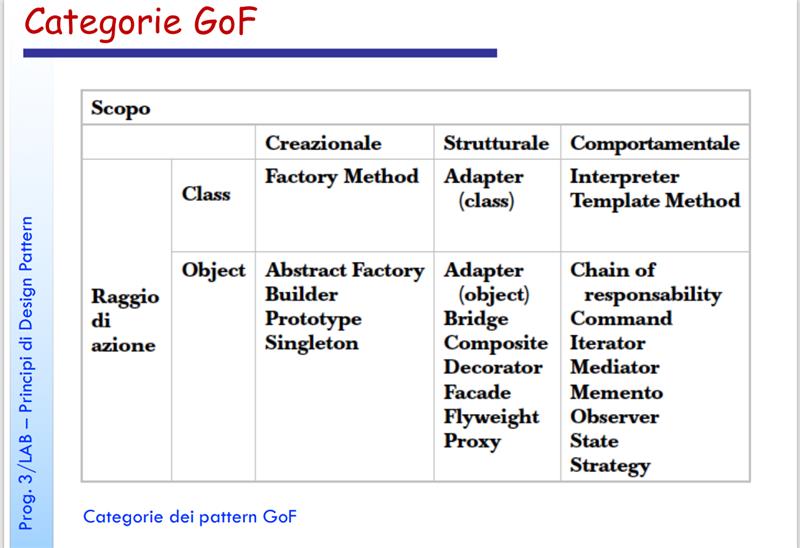 Categorie GoF
Scopo
Creazionale Strutturale Comportamentale
Raggio
di
azione
Class
Factory Method
Adapter
(class)
Interpreter
Template Method
Object
Abstract Factory
Builder
Prototype
Singleton
Adapter
(object)
Bridge
Composite
Decorator
Facade
Flyweight
Proxy
Chain of
responsability
Command
Iterator
Mediator
Memento
Observer
State
Strategy
Categorie dei pattern GoF
Prog. 3/LAB – Principi di Design Pattern